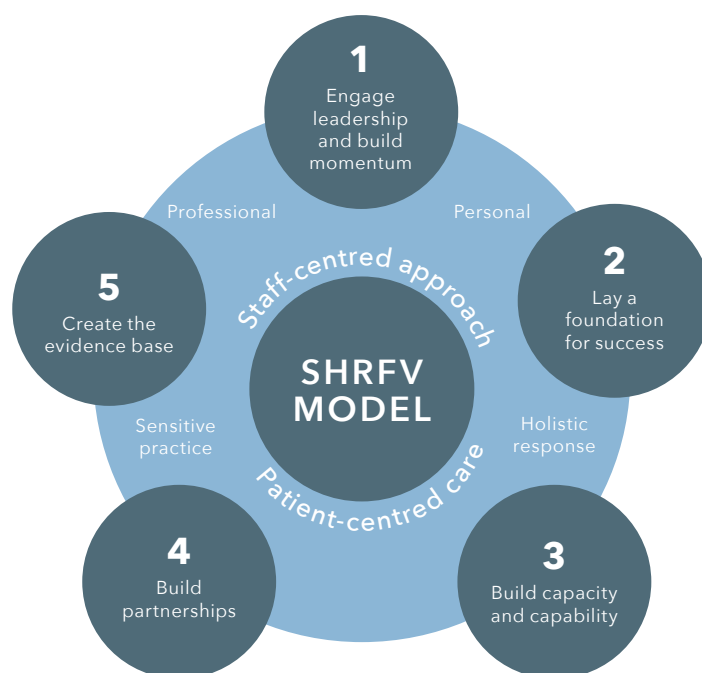 1
Engage
leadership
and build
momentum
Professional
Personal
Staff-centred approach
2
Lay a
foundation
for success
5
Create the
evidence base
SHRFV
MODEL
Sensitive
practice
Holistic
response
Patient-centred care
4
Build
partnerships
3
Build capacity
and capability